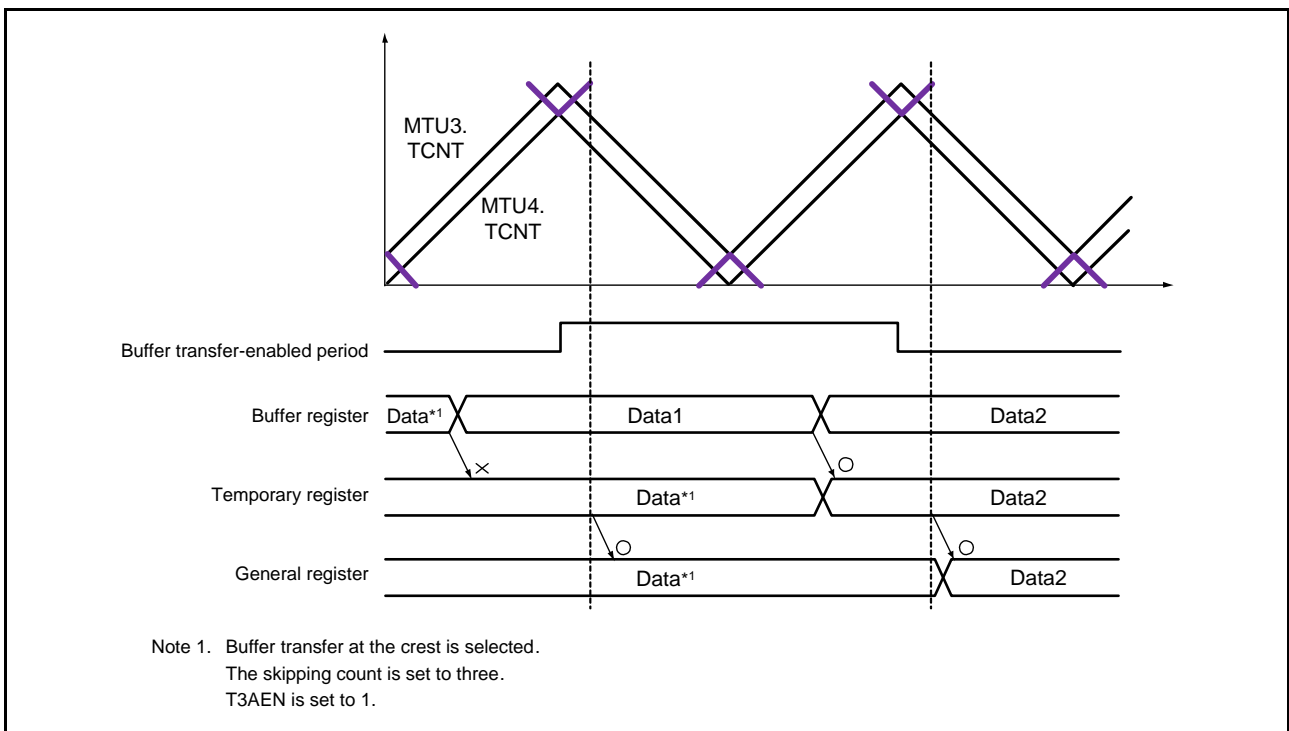 MTU3.
TCNT
MTU4.
TCNT
Buffer transfer-enabled period
Buffer register
Data*1
Data1
Data2
Temporary register
Data*1
Data2
General register
Data*1
Data2
Note 1. Buffer transfer at the crest is selected.
The skipping count is set to three.
T3AEN is set to 1.